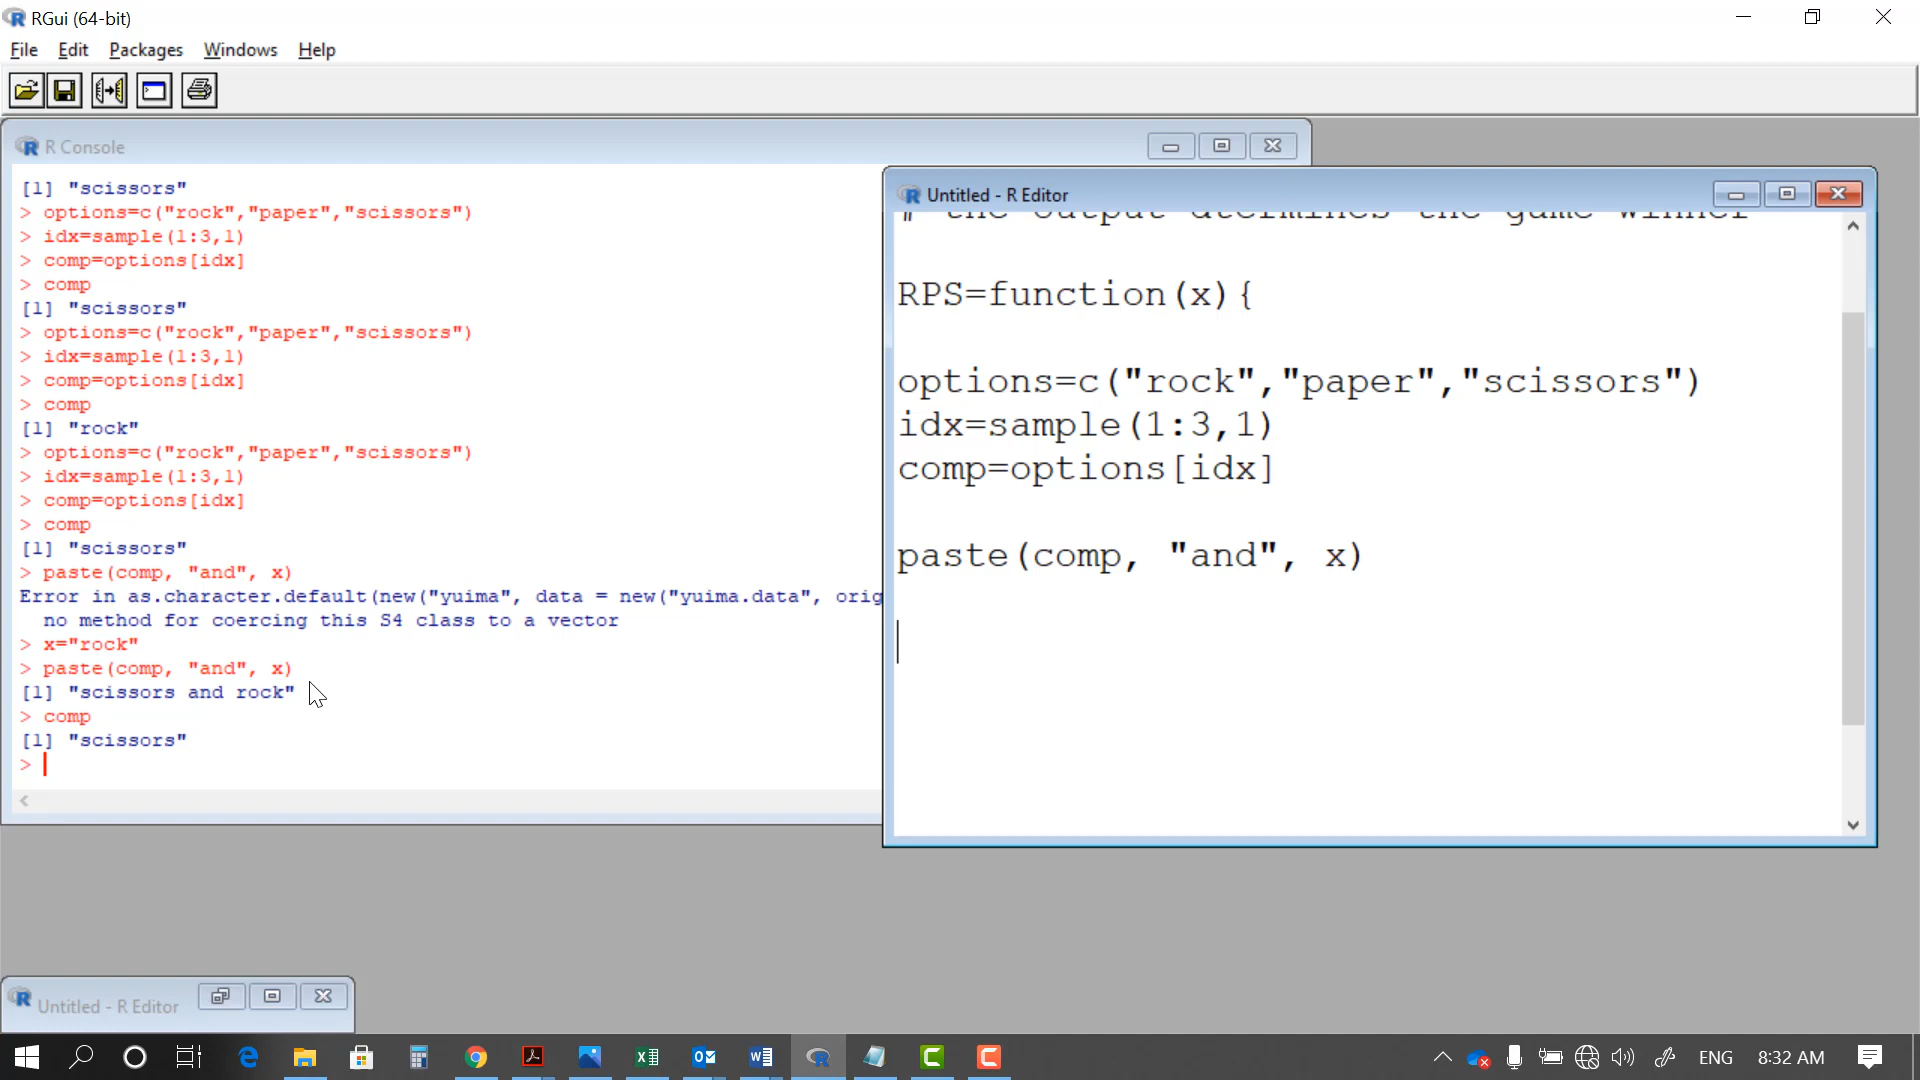 RGui (64-bit)
File Edit Packages Windows Help
R Console
[1] "scissors"
> options=c("rock","paper","scissors")
> idx=sample(1:3,1)
> comp=options[idx]
> comp
[1] "scissors"
> options=c("rock","paper","scissors")
> idx=sample(1:3,1)
> comp=options[idx]
> comp
[1] "rock"
> options=c("rock","paper","scissors")
> idx=sample(1:3,1)
> comp=options[idx]
> comp
[1] "scissors"
> paste(comp, "and", x)
Error in as.character.default(new("yuima", data = new("yuima.data", orig
no method for coercing this S4 class to a vector
> x="rock"
> paste(comp, "and", x)
[1] "scissors and rock"
> comp
[1] "scissors"
>
Untitled - R Editor
# the output dtermines the game winner
RPS=function(x){
options=c("rock","paper","scissors")
idx=sample(1:3,1)
comp=options[idx]
paste(comp, "and", x)
Untitled - R Editor
ENG 8:32 AM